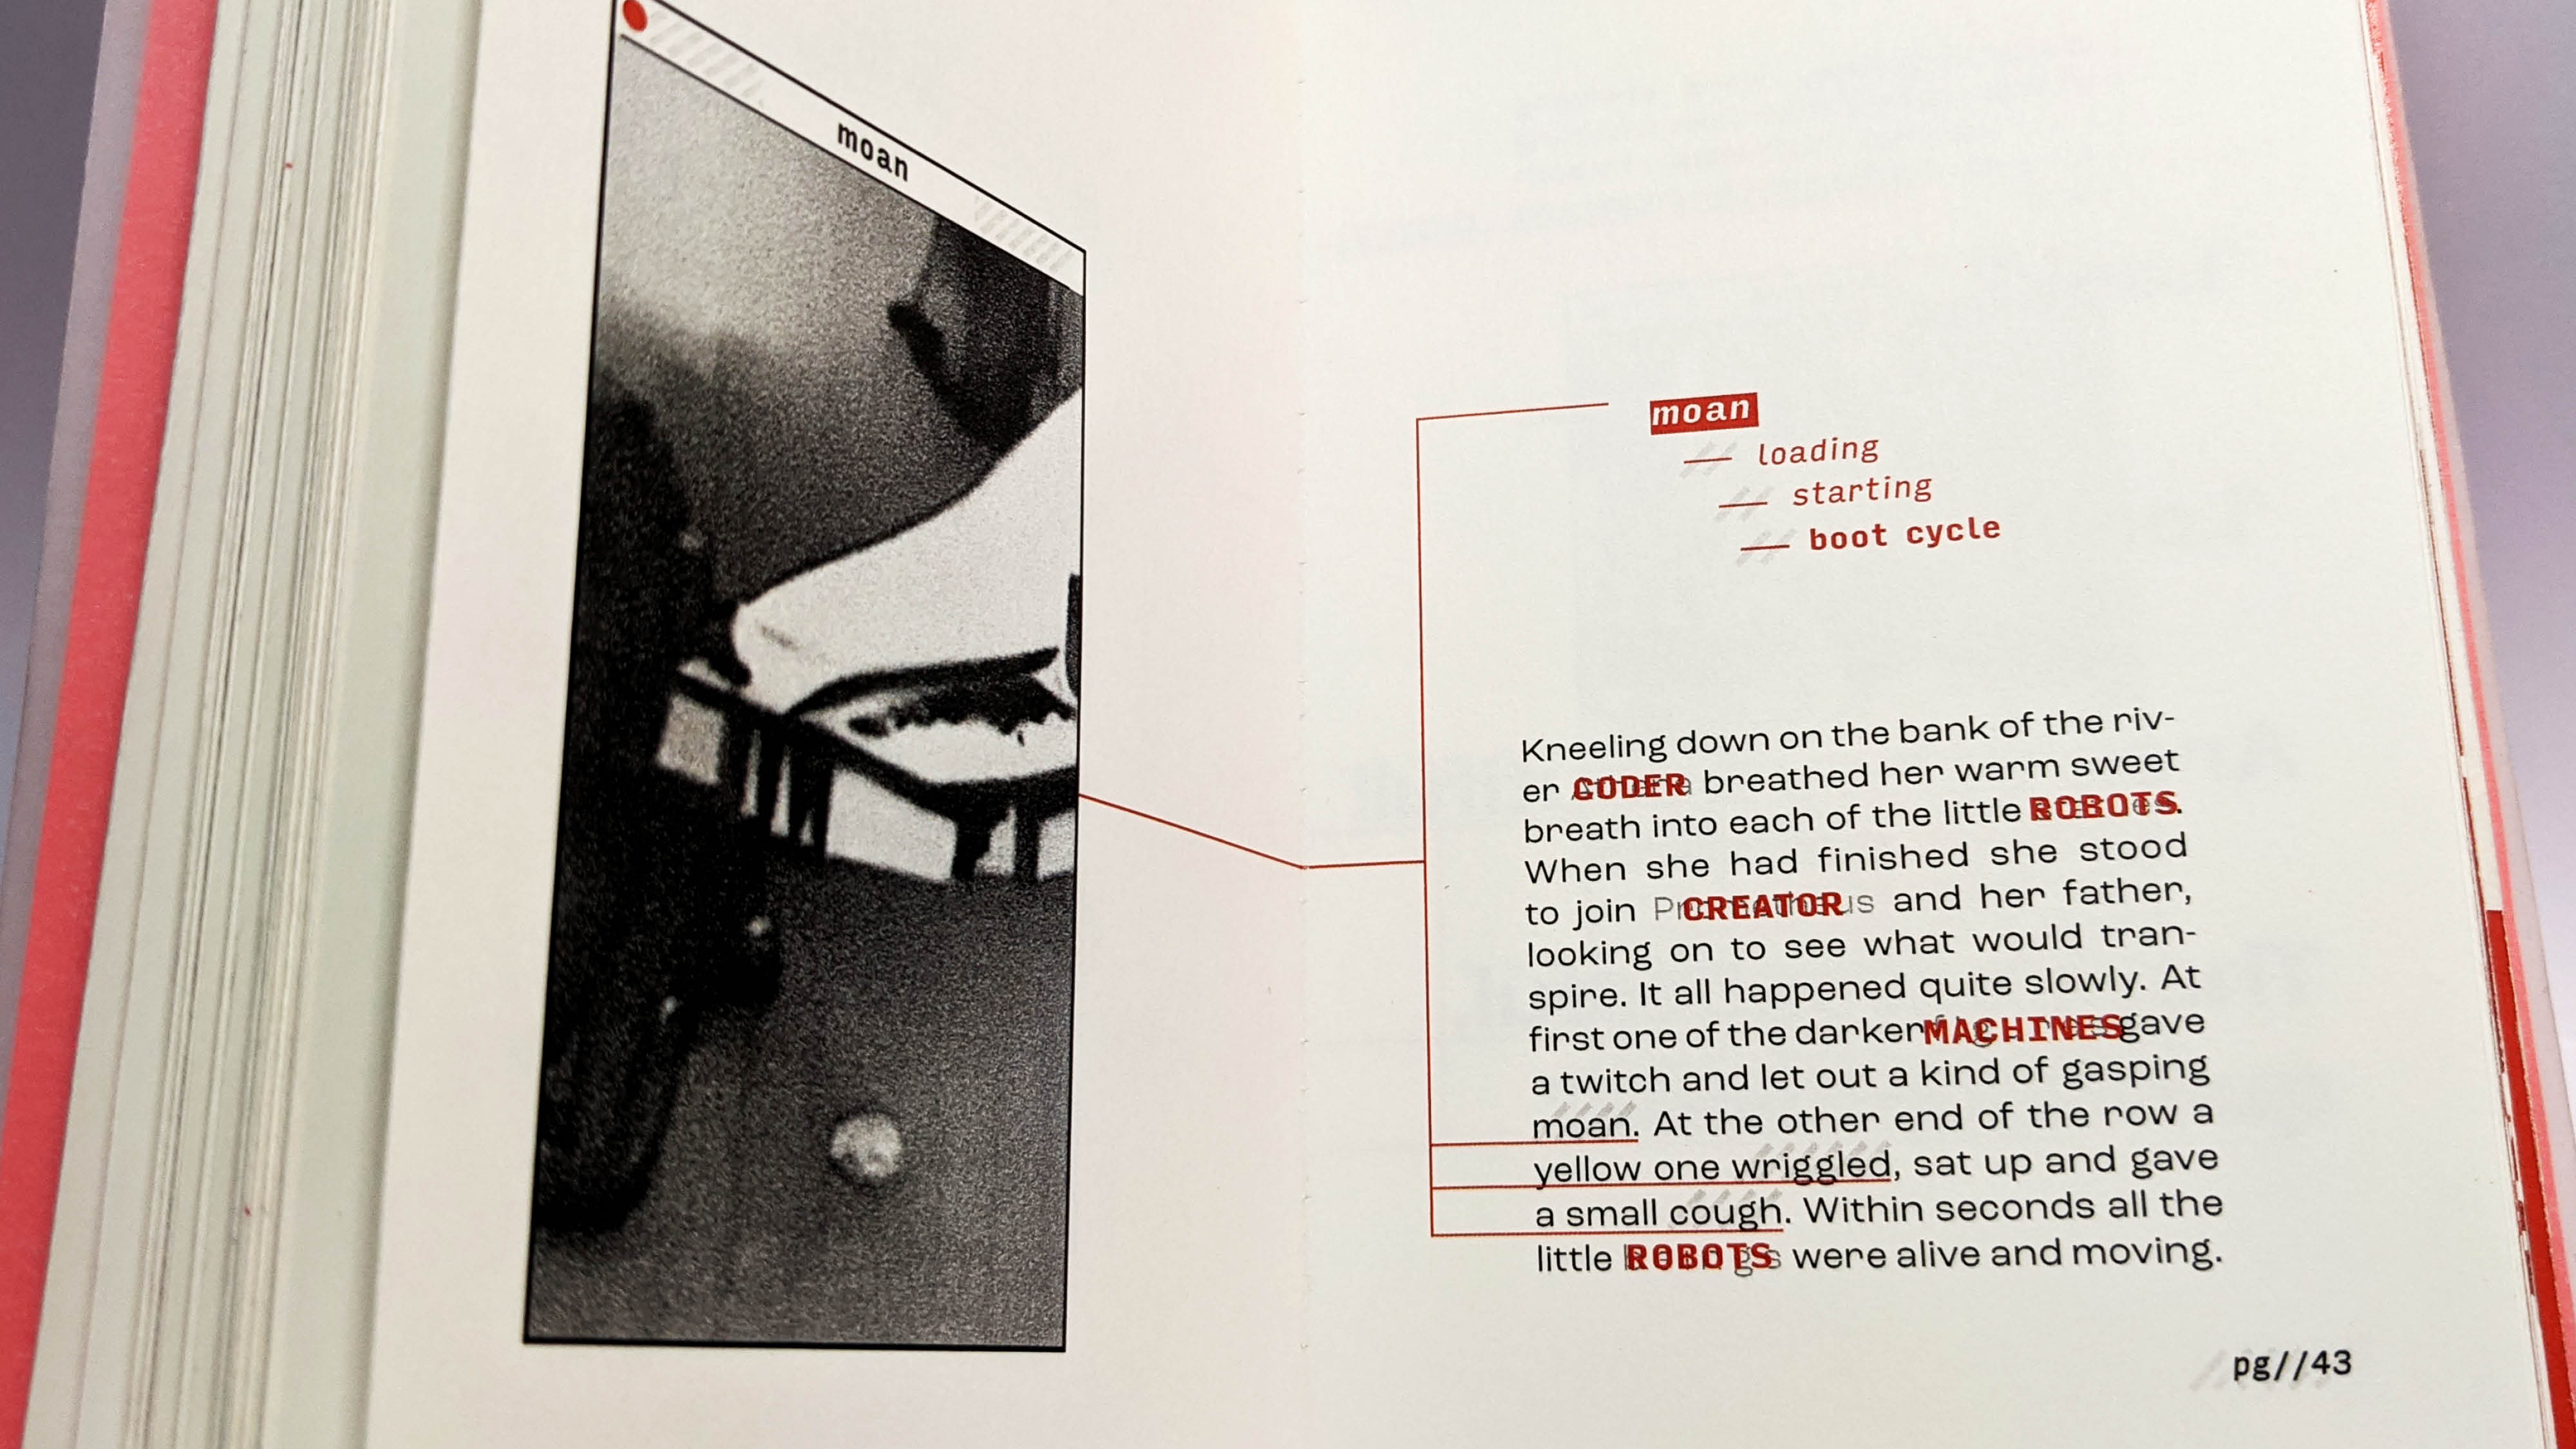 moan
moan
loading
starting
boot cycle
Kneeling down on the bank of the riv-
er CODER breathed her warm sweet
breath into each of the little ROBOTS.
When she had finished she stood
to join CREATOR and her father,
looking on to see what would tran-
spire. It all happened quite slowly. At
first one of the darker MACHINES gave
a twitch and let out a kind of gasping
moan. At the other end of the row a
yellow one wriggled, sat up and gave
a small cough. Within seconds all the
little ROBOTS were alive and moving.
pg//43